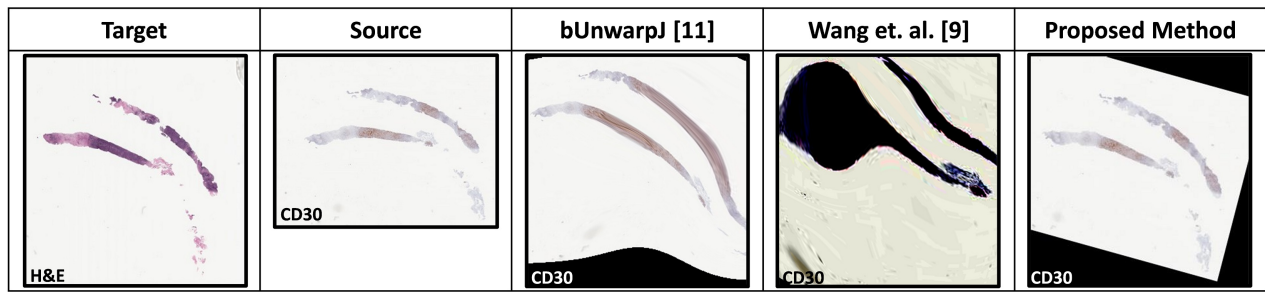 Target
Source
bUnwarpJ [11]
Wang et. al. [9]
Proposed Method
H&E
CD30
CD30
CD30
CD30